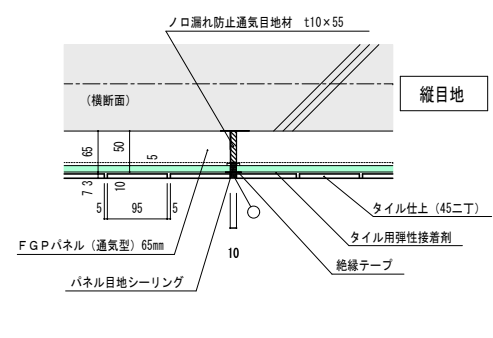 ノロ漏れ防止通気目地材 t10×55
縦目地
(横断面)
65
50
5
7 3
10
5
95
5
タイル仕上(45二丁)
タイル用弾性接着剤
FGPパネル(通気型)65mm
10
絶縁テープ
パネル目地シーリング